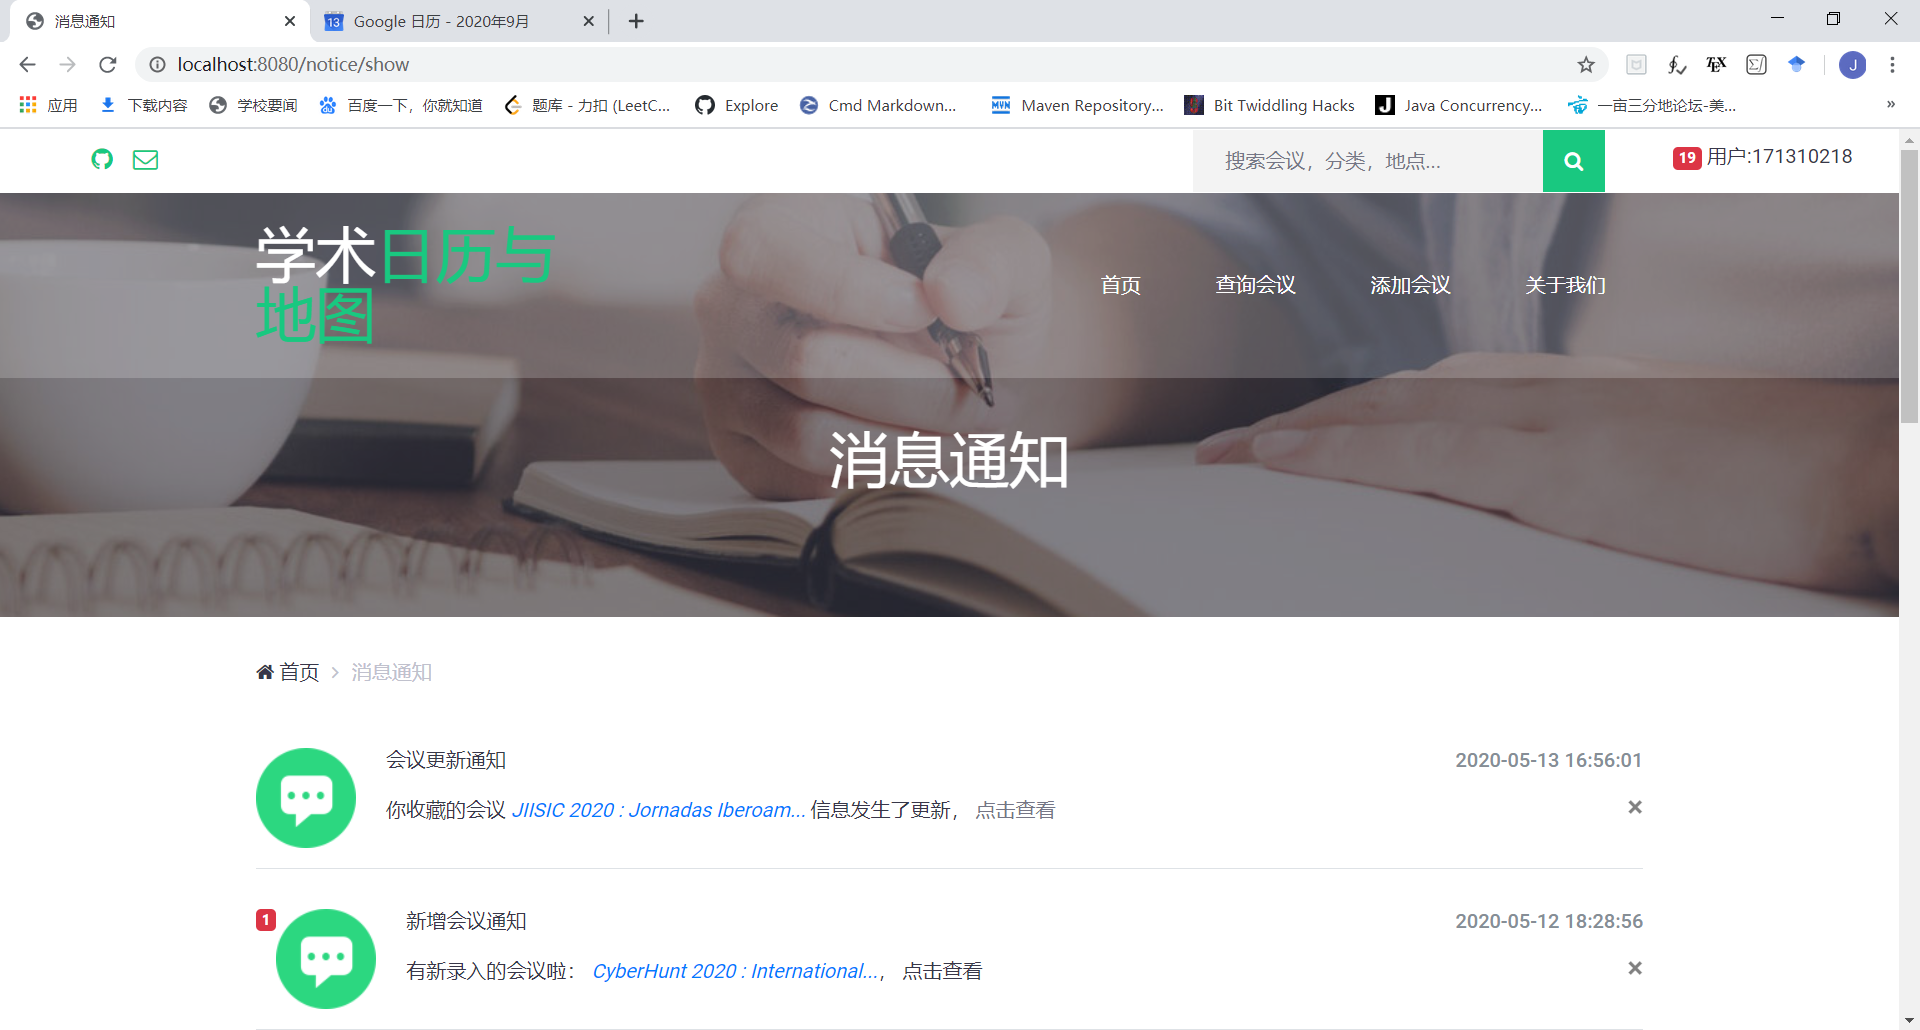 消息通知
13 Google 日历 - 2020年9月
localhost:8080/notice/show
TEX
Σ∫
J
应用
下载内容
学校要闻
百度一下，你就知道
题库 - 力扣 (LeetC...
Explore
Cmd Markdown...
MVN Maven Repository...
Bit Twiddling Hacks
J Java Concurrency...
一亩三分地论坛-美...
»
搜索会议，分类，地点...
19 用户:171310218
学术日历与
地图
首页
查询会议
添加会议
关于我们
消息通知
首页 > 消息通知
会议更新通知
2020-05-13 16:56:01
你收藏的会议 JIISIC 2020 : Jornadas Iberoam... 信息发生了更新， 点击查看
1
新增会议通知
2020-05-12 18:28:56
有新录入的会议啦： CyberHunt 2020 : International...， 点击查看